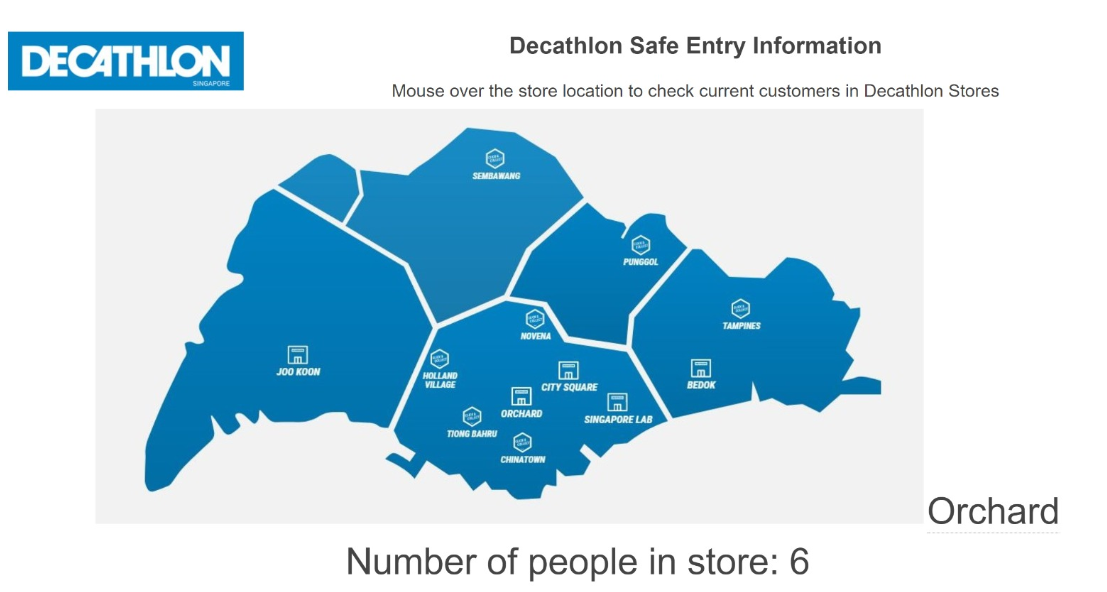 DECATHLON
SINGAPORE
Decathlon Safe Entry Information
Mouse over the store location to check current customers in Decathlon Stores
SEMBAWANG
PUNGGOL
TAMPINES
NOVENA
JOO KOON
HOLLAND
VILLAGE
CITY SQUARE
BEDOK
ORCHARD
SINGAPORE LAB
TIONG BAHRU
CHINATOWN
Orchard
Number of people in store: 6